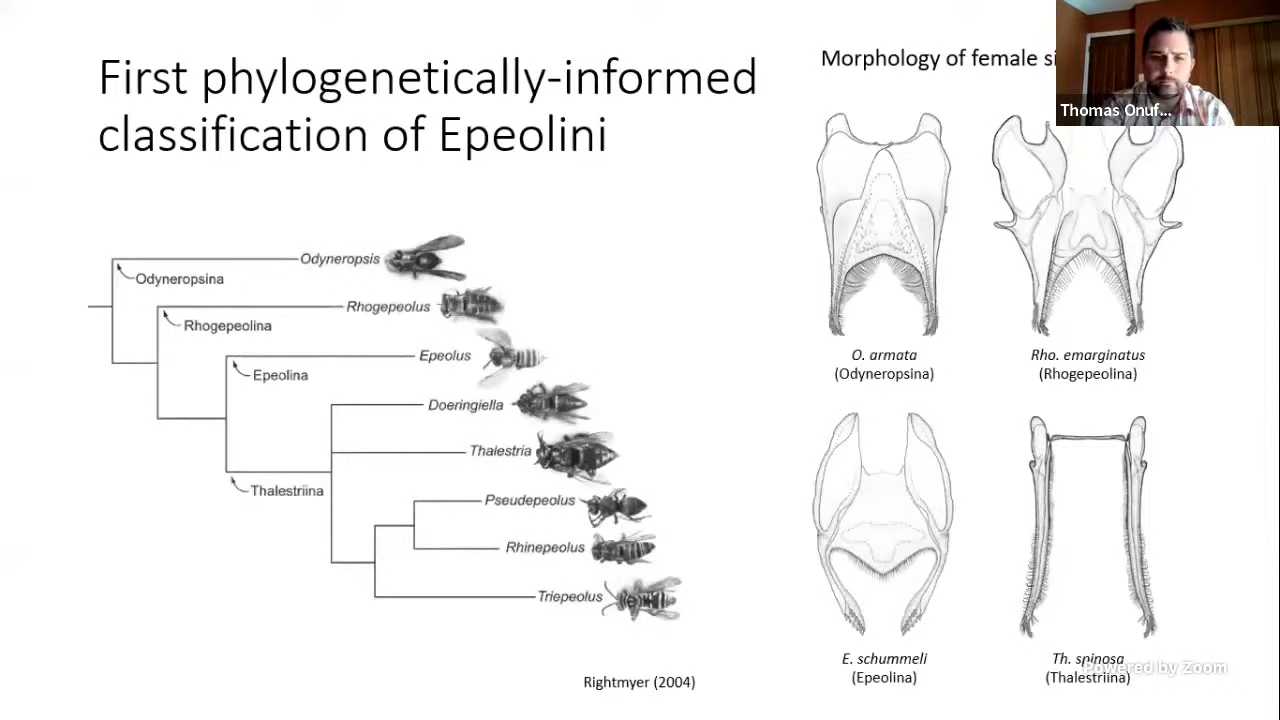 First phylogenetically-informed
classification of Epeolini
Morphology of female
Thomas Onuf...
Odyneropsis
Odyneropsina
Rhogepeolus
Rhogepeolina
Epeolus
Epeolina
Doeringiella
Thalestria
Thalestriina
Pseudepeolus
Rhinepeolus
Triepeolus
Rightmyer (2004)
O. armata
(Odyneropsina)
Rho. emarginatus
(Rhogepeolina)
E. schummeli
(Epeolina)
Th. spinosa
(Thalestriina)
Powered by Zoom